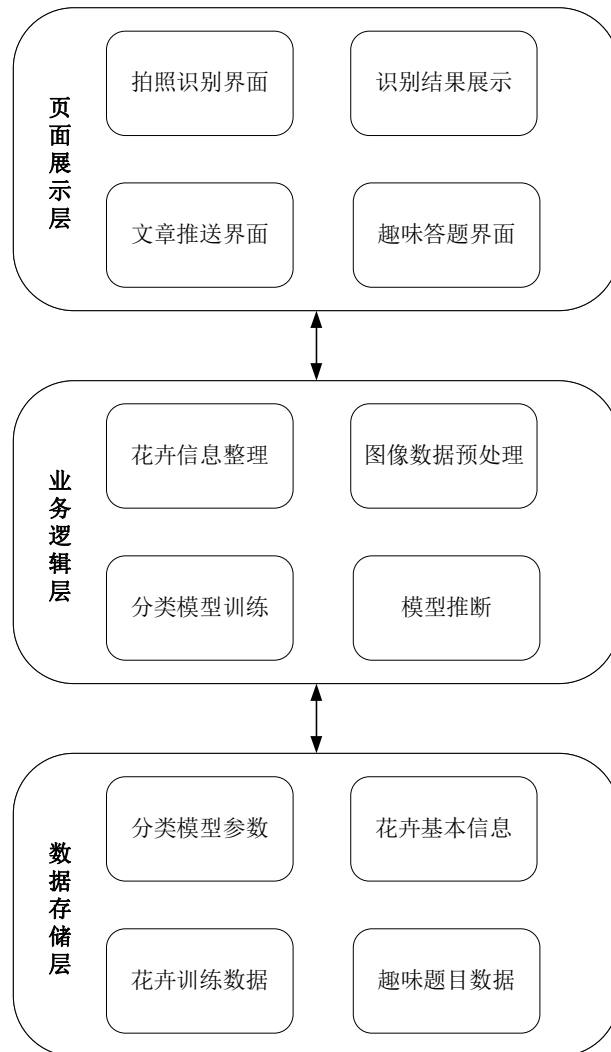 页面展示层
拍照识别界面
识别结果展示
文章推送界面
趣味答题界面
业务逻辑层
花卉信息整理
图像数据预处理
分类模型训练
模型推断
数据存储层
分类模型参数
花卉基本信息
花卉训练数据
趣味题目数据